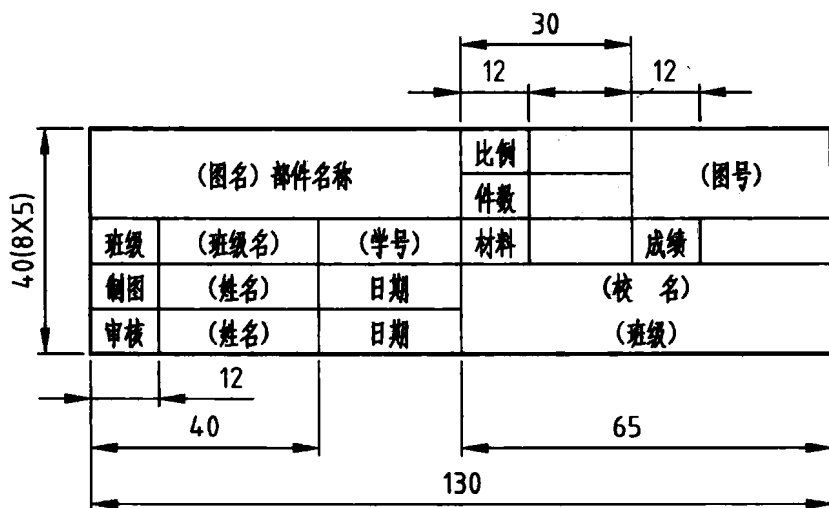 30
12 12
比例
(图名) 部件名称 (图号)
件数
40(8X5)
班级 (班级名) (学号) 材料 成绩
制图 (姓名) 日期 (校 名)
审核 (姓名) 日期 (班级)
12
40 65
130